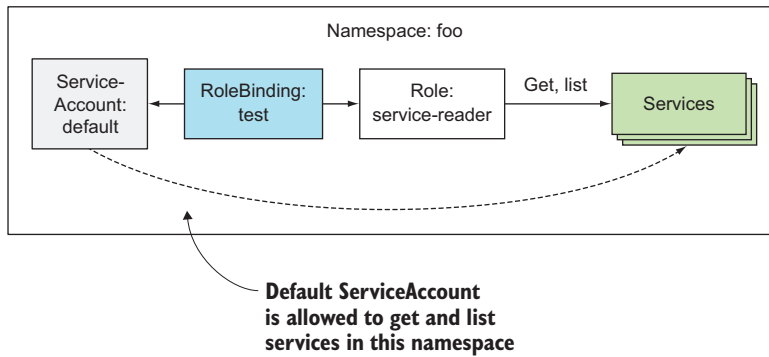 Namespace: foo
Service-
Account:
default
RoleBinding:
test
Role:
service-reader
Get, list
Services
Default ServiceAccount
is allowed to get and list
services in this namespace